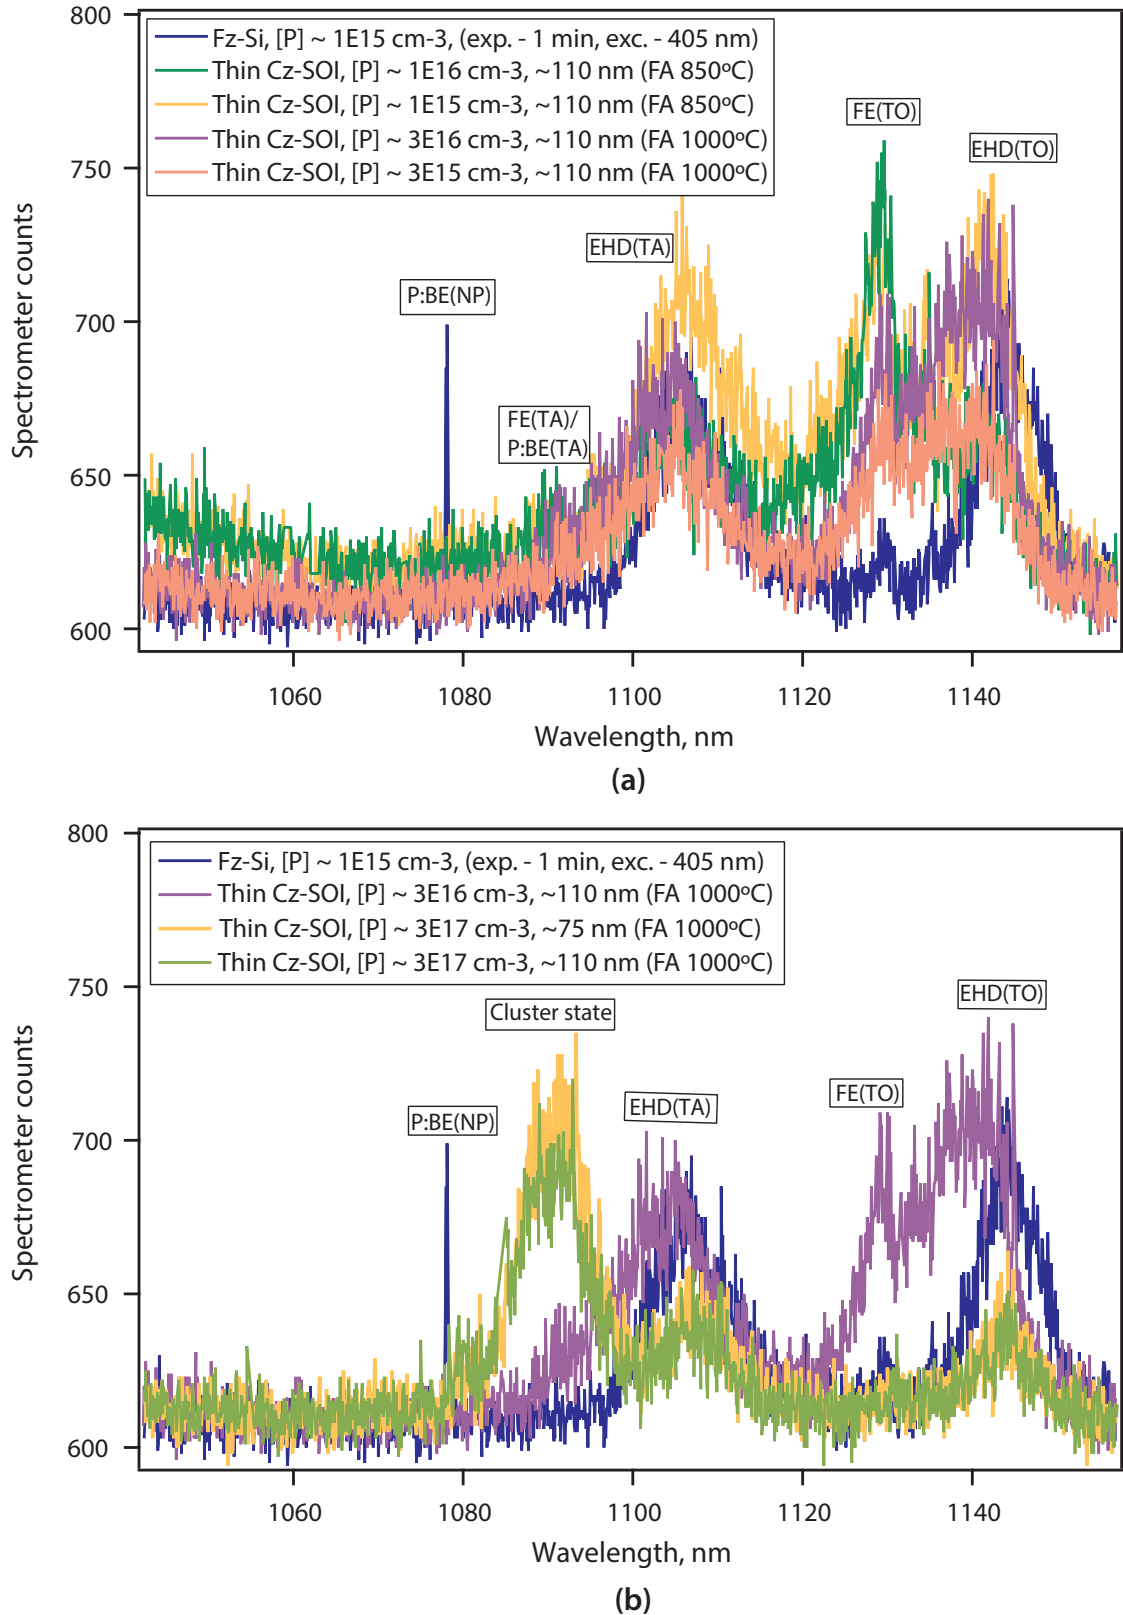 800
750
700
650
600
Spectrometer counts
Fz-Si, [P] ~ 1E15 cm-3, (exp. - 1 min, exc. - 405 nm)
Thin Cz-SOI, [P] ~ 1E16 cm-3, ~110 nm (FA 850ºC)
Thin Cz-SOI, [P] ~ 1E15 cm-3, ~110 nm (FA 850ºC)
Thin Cz-SOI, [P] ~ 3E16 cm-3, ~110 nm (FA 1000ºC)
Thin Cz-SOI, [P] ~ 3E15 cm-3, ~110 nm (FA 1000ºC)
FE(TO)
EHD(TO)
EHD(TA)
P:BE(NP)
FE(TA)/
P:BE(TA)
1060
1080
1100
1120
1140
Wavelength, nm
(a)
800
750
700
650
600
Spectrometer counts
Fz-Si, [P] ~ 1E15 cm-3, (exp. - 1 min, exc. - 405 nm)
Thin Cz-SOI, [P] ~ 3E16 cm-3, ~110 nm (FA 1000ºC)
Thin Cz-SOI, [P] ~ 3E17 cm-3, ~75 nm (FA 1000ºC)
Thin Cz-SOI, [P] ~ 3E17 cm-3, ~110 nm (FA 1000ºC)
EHD(TO)
Cluster state
FE(TO)
EHD(TA)
P:BE(NP)
1060
1080
1100
1120
1140
Wavelength, nm
(b)